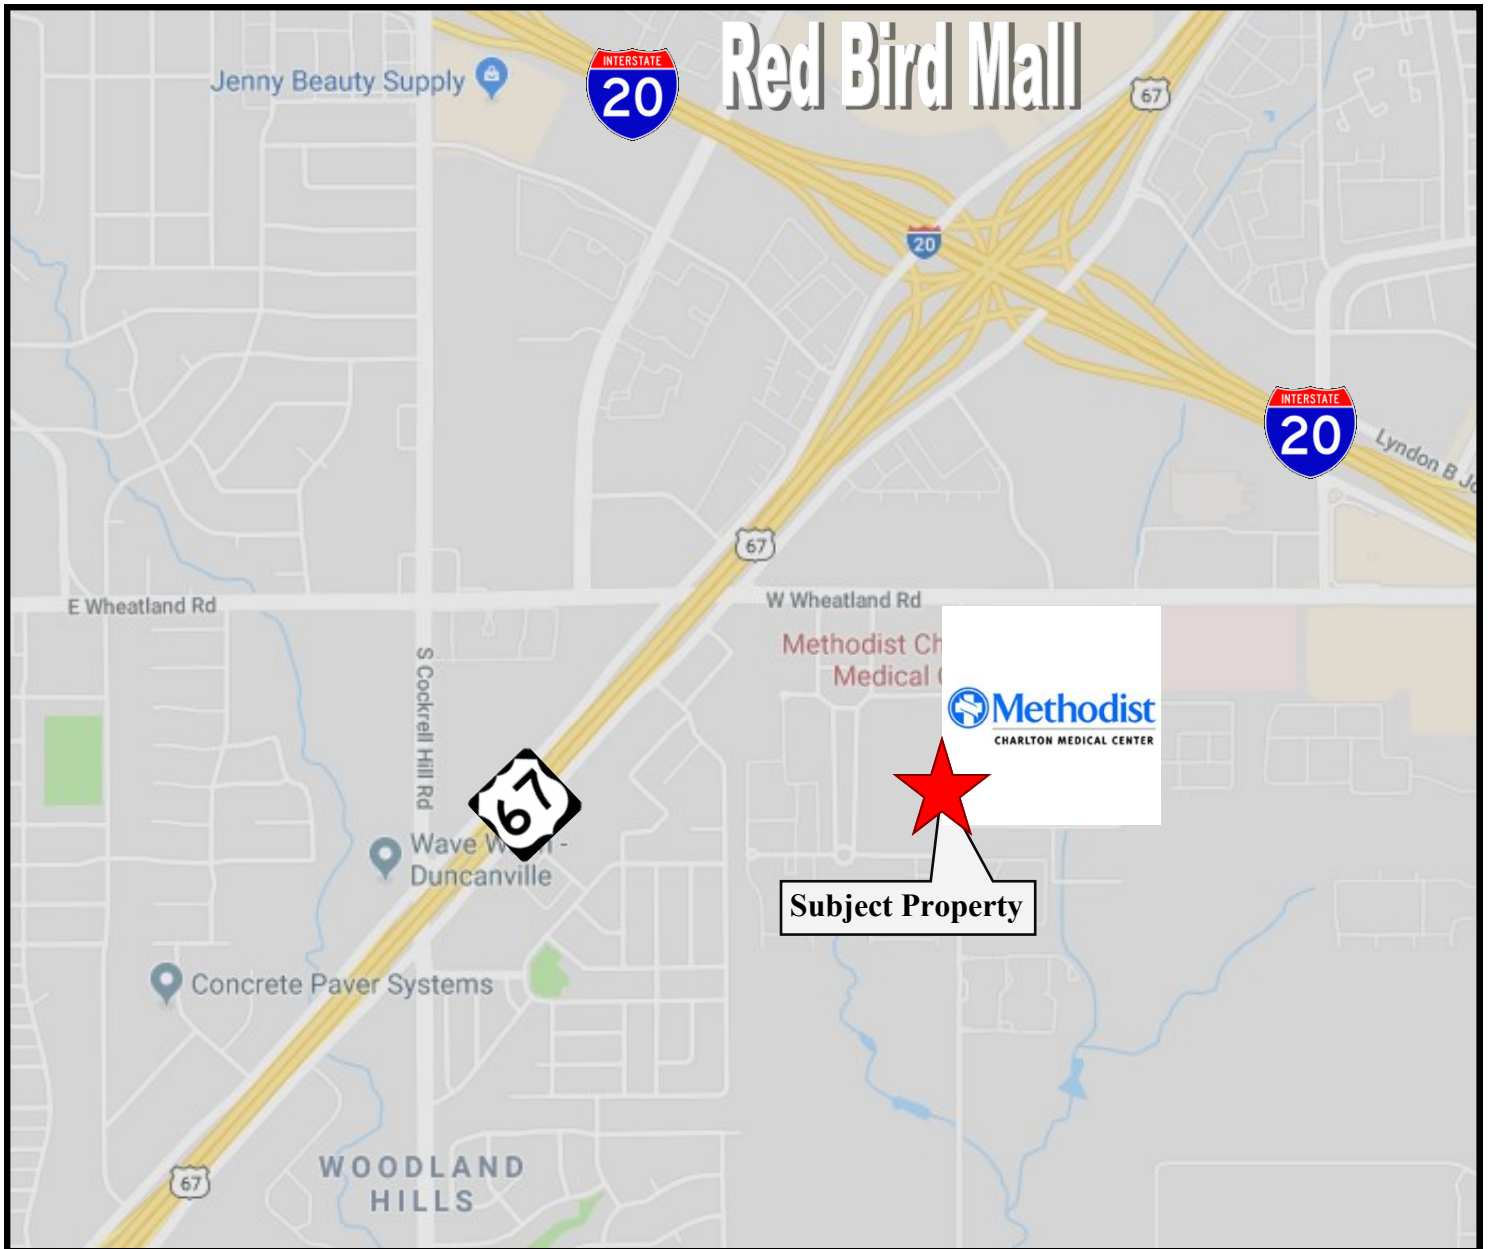 Red Bird Mall
INTERSTATE
20
Jenny Beauty Supply
67
20
INTERSTATE
20
Lyndon B
67
E Wheatland Rd
W Wheatland Rd
Methodist
Medical
S Cockrell Hill Rd
Methodist
CHARLTON MEDICAL CENTER
67
Wave
Duncanville
Subject Property
Concrete Paver Systems
WOODLAND
HILLS
67